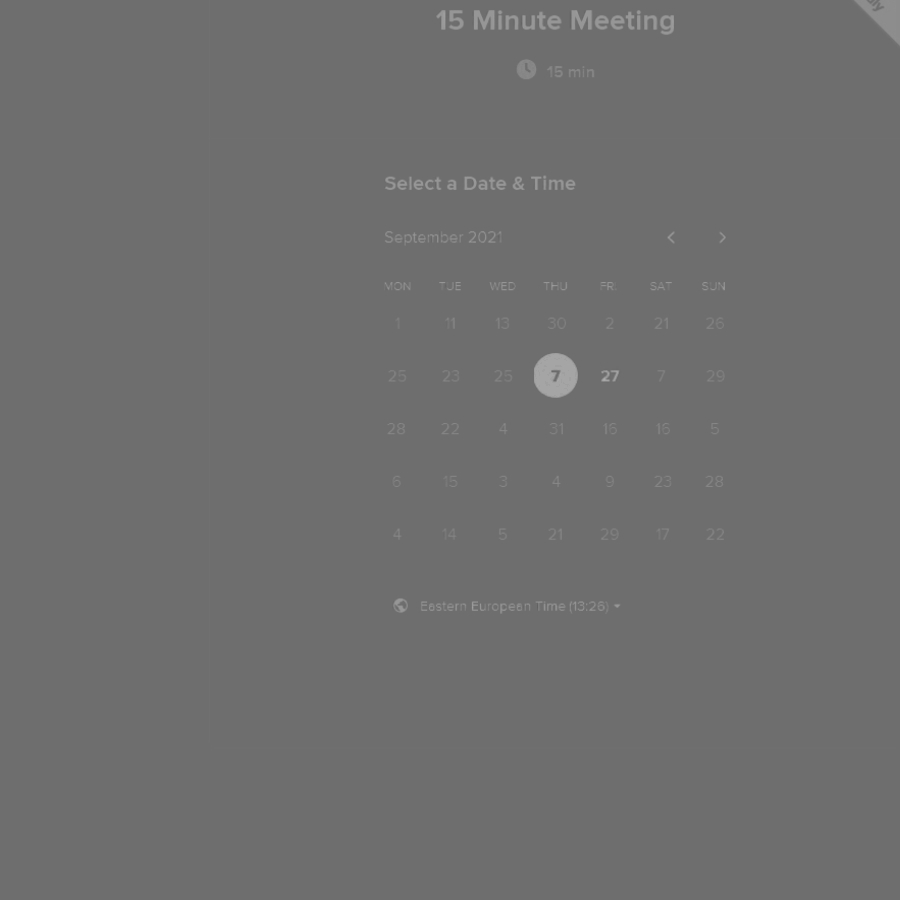 15 Minute Meeting
15 min
Select a Date & Time
September 2021
MON TUE WED THU FRI SAT SUN
1 11 13 30 2 21 26
25 23 25 7 27 7 29
28 22 4 31 16 16 5
6 15 3 4 9 23 28
4 14 5 21 29 17 22
Eastern European Time (13:26)